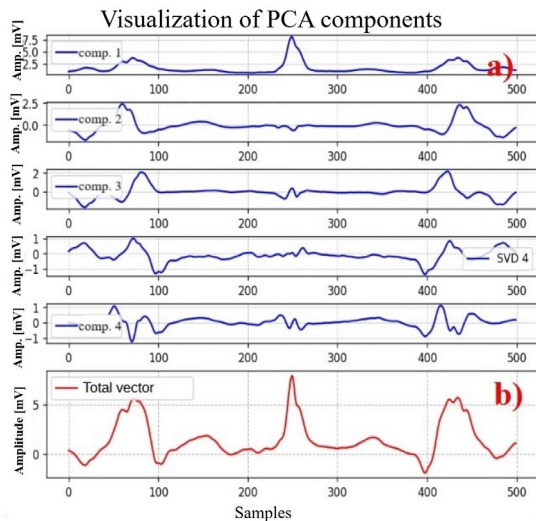 Visualization of PCA components
Amp. [mV]
7.5
5.0
2.5
comp. 1
a)
0 100 200 300 400 500
Amp. [mV]
2.5
0.0
comp. 2
0 100 200 300 400 500
Amp. [mV]
2
0
comp. 3
0 100 200 300 400 500
Amp. [mV]
1
0
−1
SVD 4
0 100 200 300 400 500
Amp. [mV]
1
0
−1
comp. 4
0 100 200 300 400 500
Amplitude [mV]
5
0
Total vector
b)
0 100 200 300 400 500
Samples